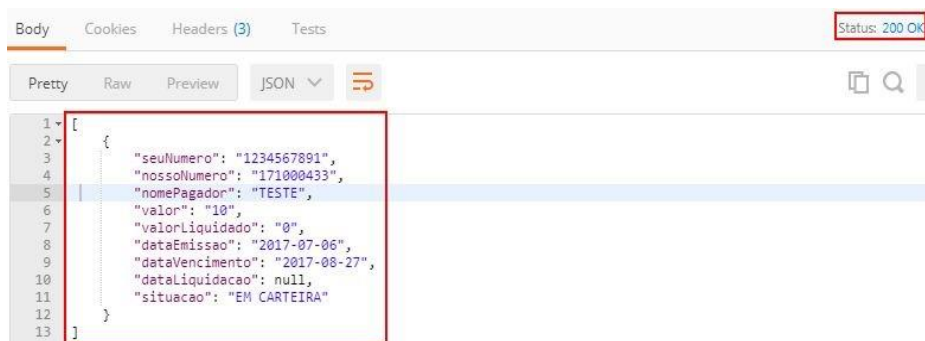 Body Cookies Headers (3) Tests Status: 200 OK
Pretty Raw Preview JSON
1 [
2 {
3 "seuNumero": "1234567891",
4 "nossoNumero": "171000433",
5 "nomePagador": "TESTE",
6 "valor": "10",
7 "valorLiquidado": "0",
8 "dataEmissao": "2017-07-06",
9 "dataVencimento": "2017-08-27",
10 "dataLiquidacao": null,
11 "situacao": "EM CARTEIRA"
12 }
13 ]